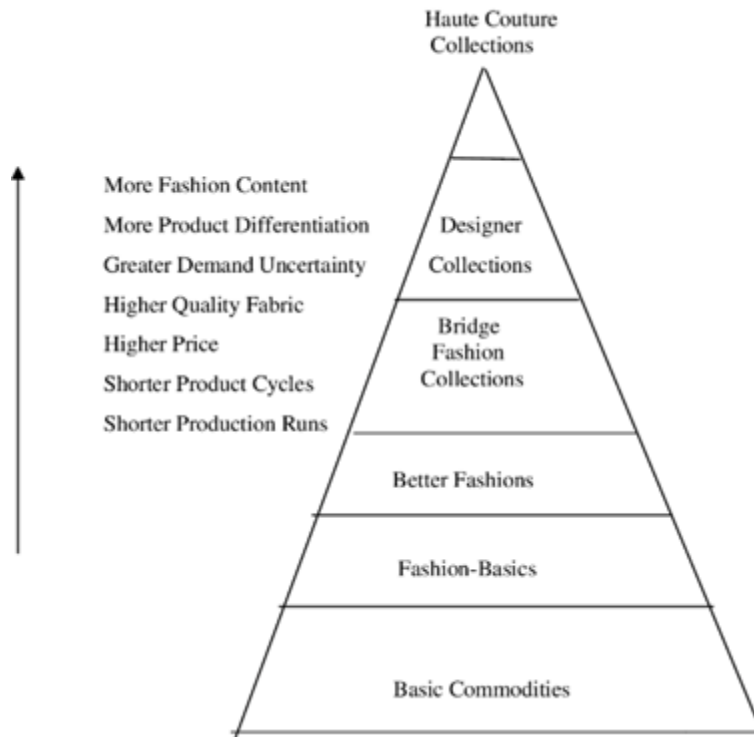 Haute Couture
Collections
More Fashion Content
More Product Differentiation
Greater Demand Uncertainty
Higher Quality Fabric
Higher Price
Shorter Product Cycles
Shorter Production Runs
Designer
Collections
Bridge
Fashion
Collections
Better Fashions
Fashion-Basics
Basic Commodities